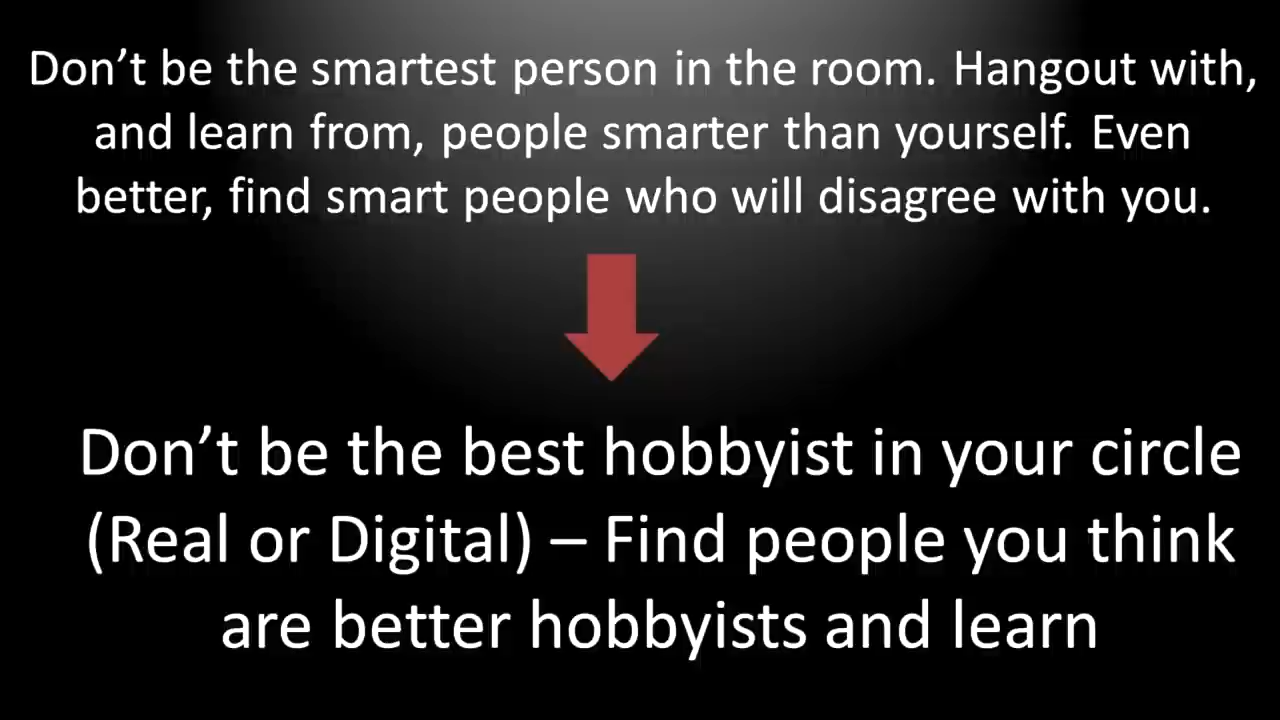 Don’t be the smartest person in the room. Hangout with,
and learn from, people smarter than yourself. Even
better, find smart people who will disagree with you.
Don’t be the best hobbyist in your circle
(Real or Digital) – Find people you think
are better hobbyists and learn